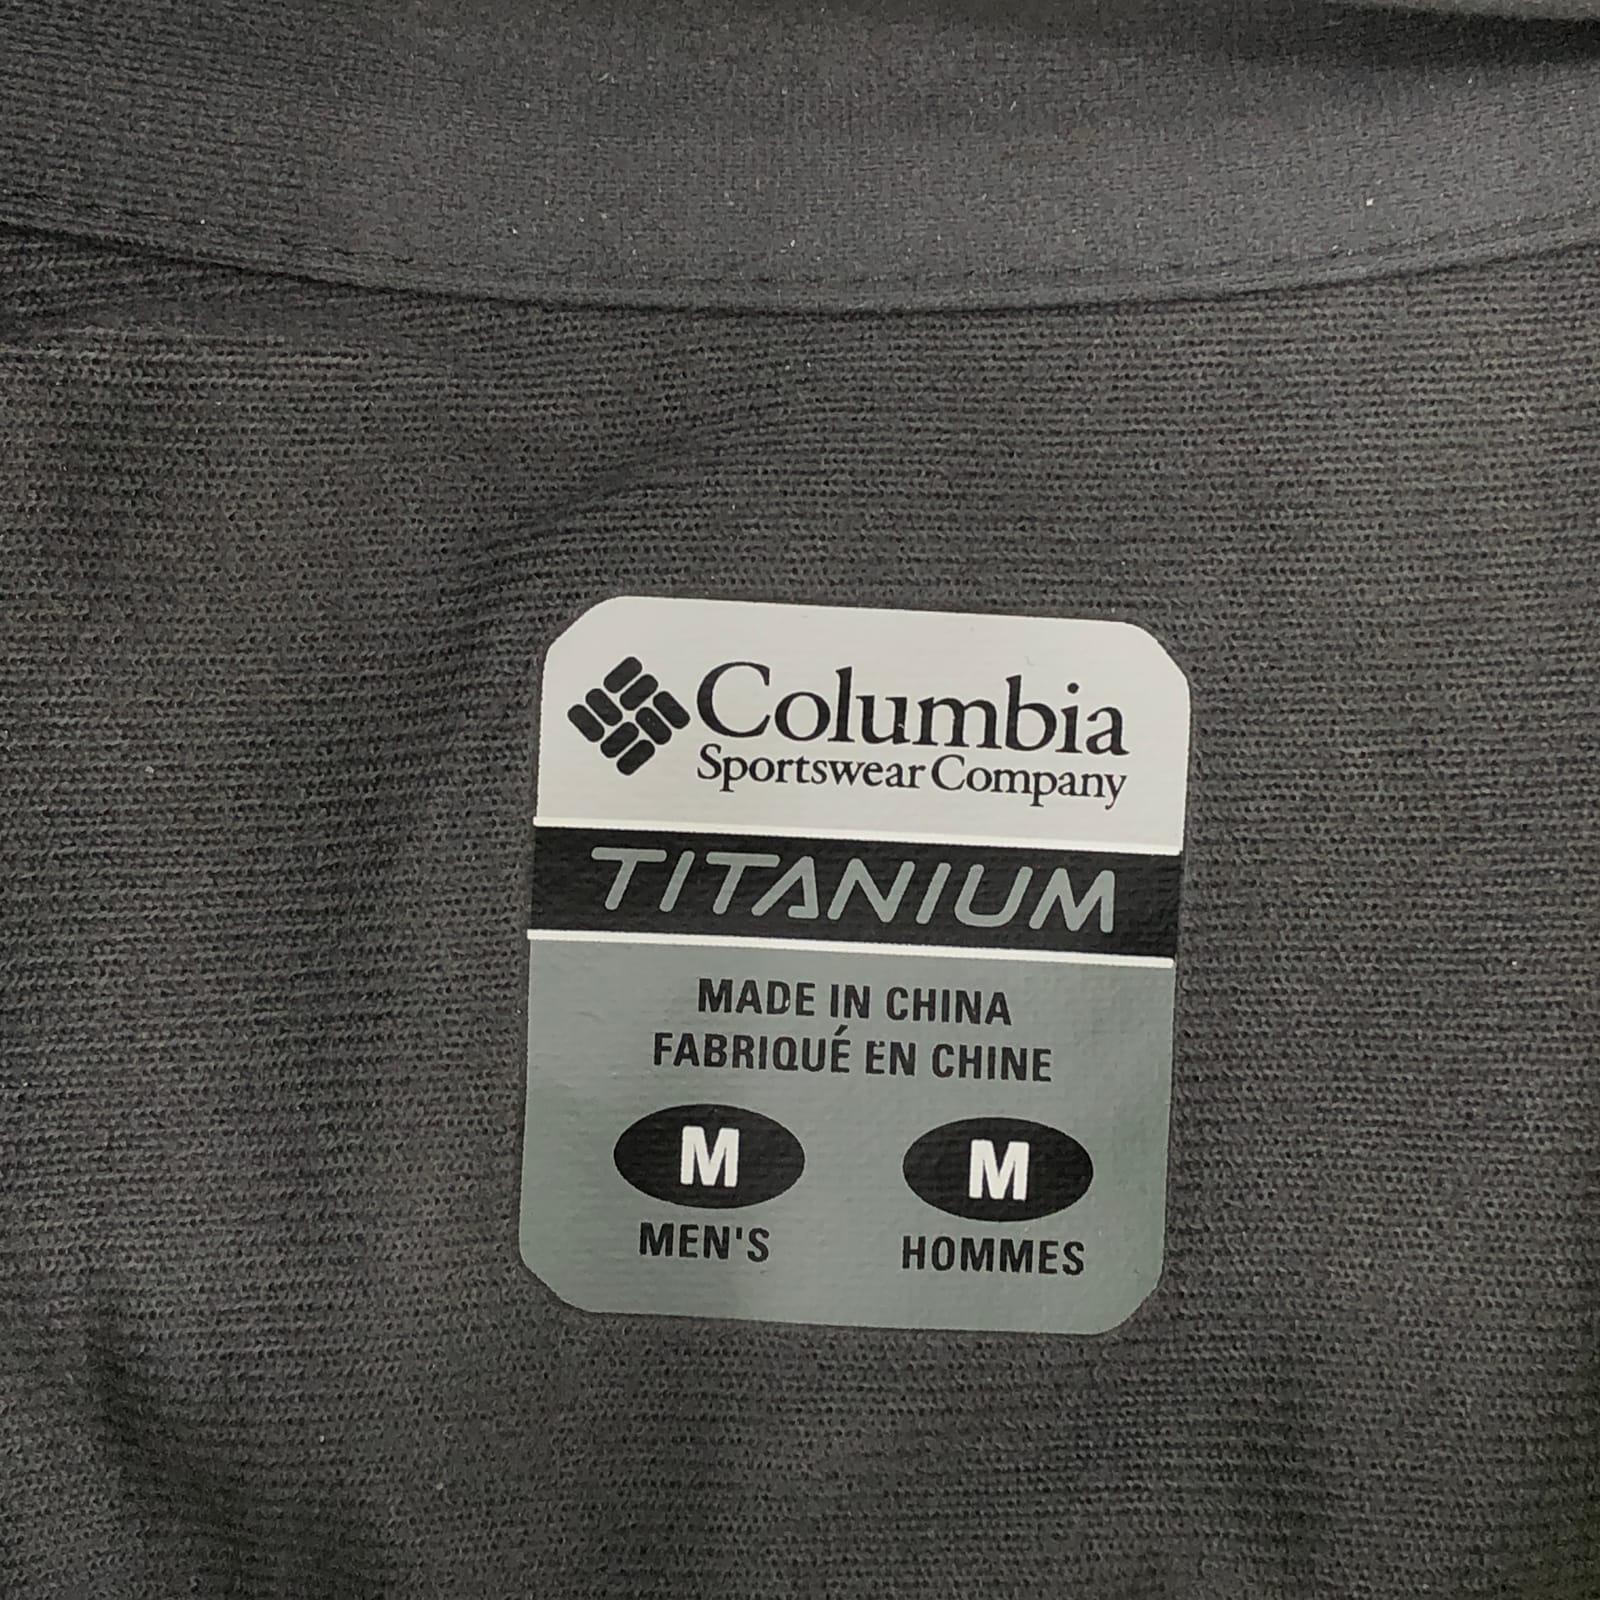 Columbia
Sportswear Company
TITANIUM
MADE IN CHINA
FABRIQUÉ EN CHINE
M M
MEN'S HOMMES